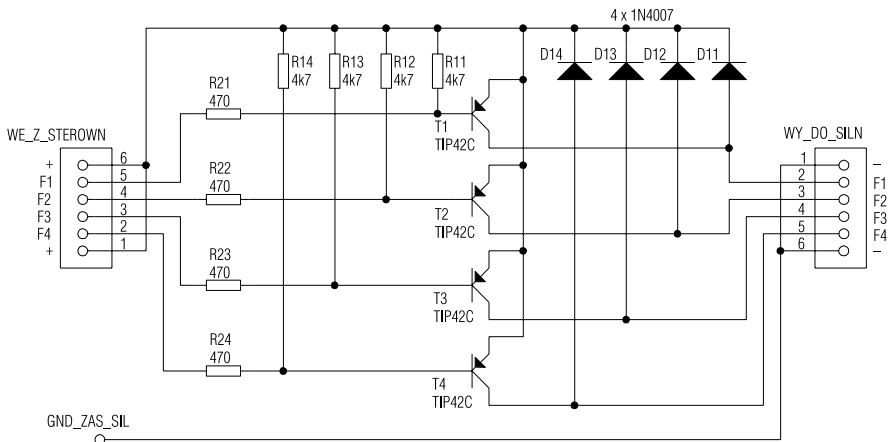 4 x 1N4007
R14
4k7
R13
4k7
R12
4k7
R11
4k7
D14
D13
D12
D11
R21
470
T1
TIP42C
WE_Z_STEROWN
+ 6
F1 5
F2 4
F3 3
F4 2
+ 1
WY_DO_SILN
1 –
2 F1
3 F2
4 F3
5 F4
6 –
R22
470
T2
TIP42C
R23
470
T3
TIP42C
R24
470
T4
TIP42C
GND_ZAS_SIL